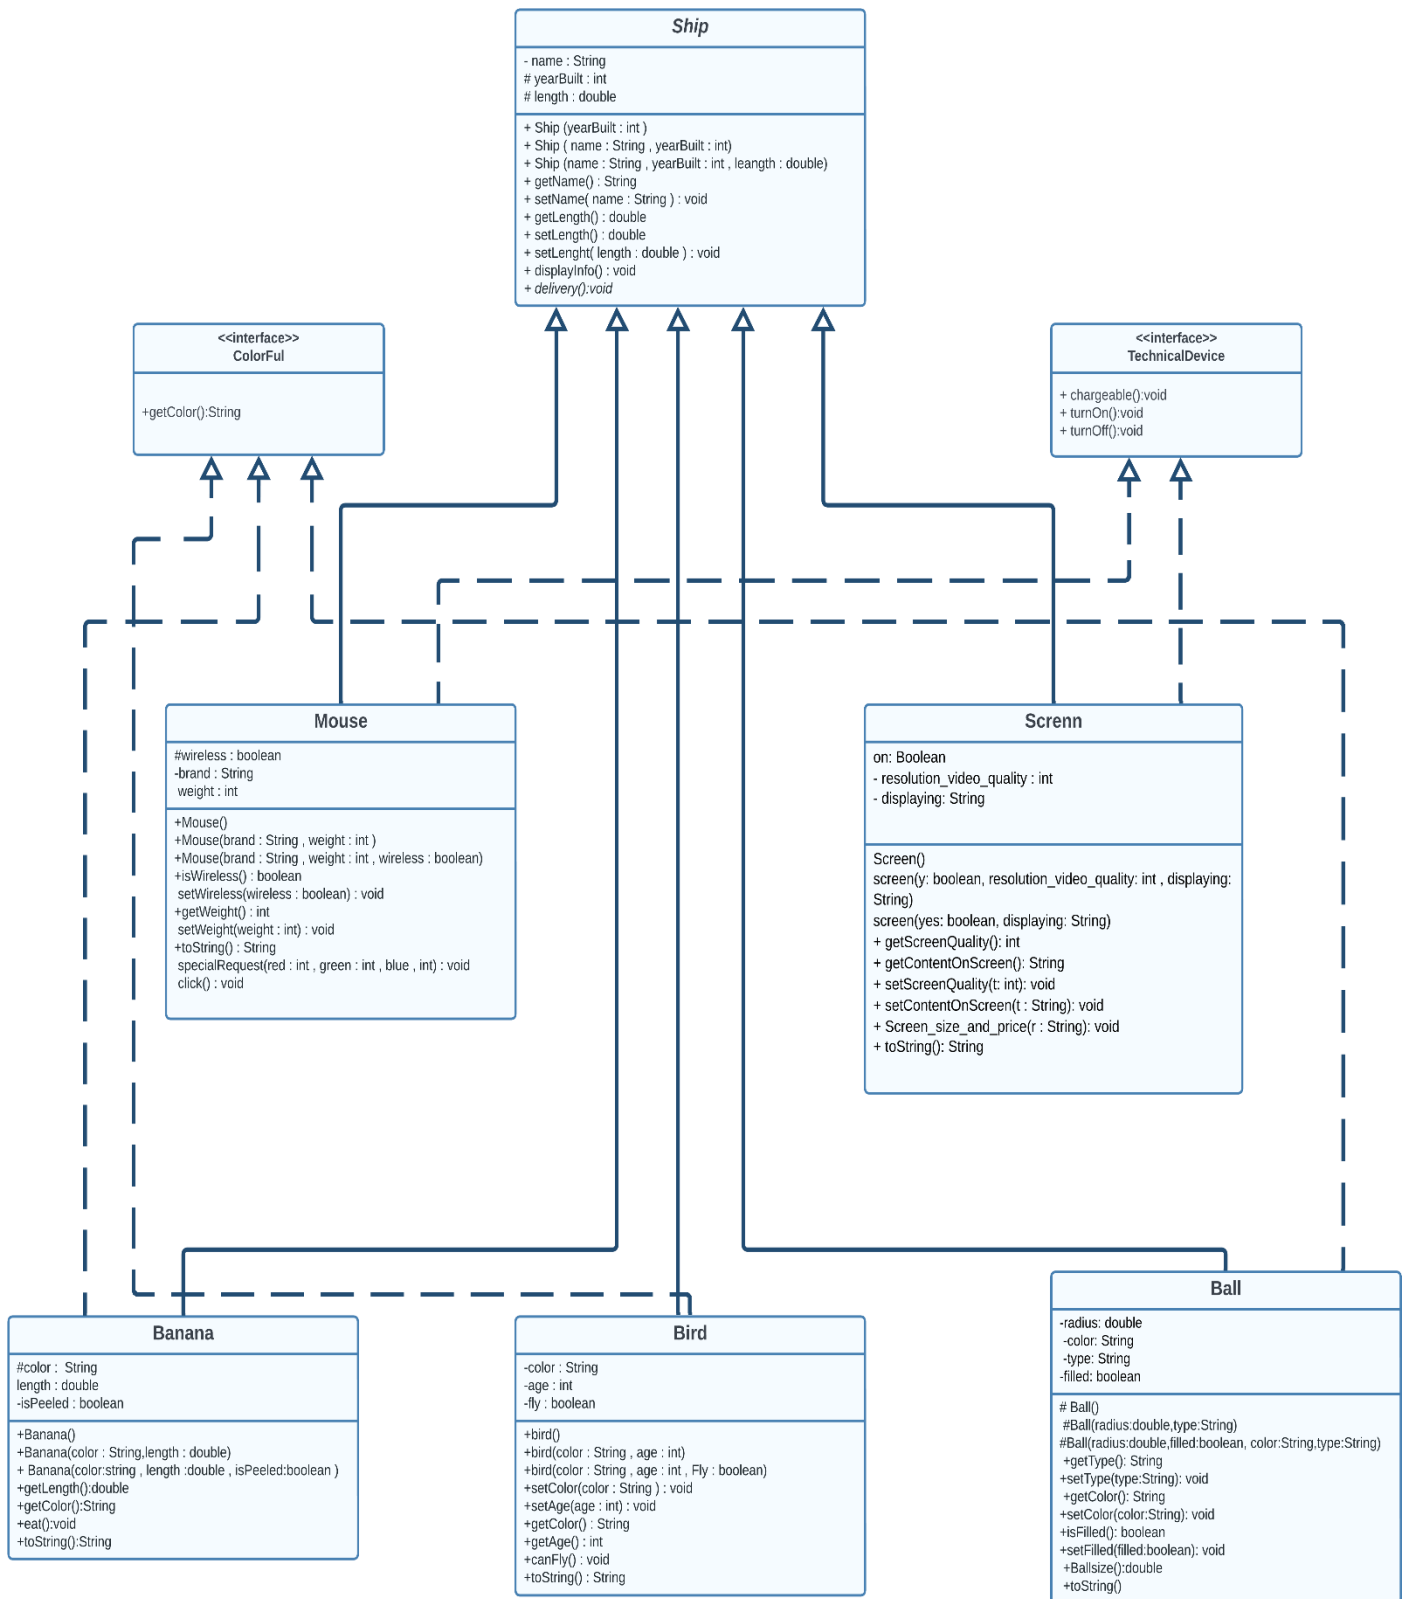 Ship
- name : String
# yearBuilt : int
# length : double
+ Ship (yearBuilt : int )
+ Ship ( name : String , yearBuilt : int)
+ Ship (name : String , yearBuilt : int , leangth : double)
+ getName() : String
+ setName( name : String ) : void
+ getLength() : double
+ setLength() : double
+ setLenght( length : double ) : void
+ displayInfo() : void
+ delivery():void
<<interface>>
ColorFul
+getColor():String
<<interface>>
TechnicalDevice
+ chargeable():void
+ turnOn():void
+ turnOff():void
Mouse
#wireless : boolean
-brand : String
weight : int
+Mouse()
+Mouse(brand : String , weight : int )
+Mouse(brand : String , weight : int , wireless : boolean)
+isWireless() : boolean
setWireless(wireless : boolean) : void
+getWeight() : int
setWeight(weight : int) : void
+toString() : String
specialRequest(red : int , green : int , blue , int) : void
click() : void
Screnn
on: Boolean
- resolution_video_quality : int
- displaying: String
Screen()
screen(y: boolean, resolution_video_quality: int , displaying:
String)
screen(yes: boolean, displaying: String)
+ getScreenQuality(): int
+ getContentOnScreen(): String
+ setScreenQuality(t: int): void
+ setContentOnScreen(t : String): void
+ Screen_size_and_price(r : String): void
+ toString(): String
Banana
#color :  String
length : double
-isPeeled : boolean
+Banana()
+Banana(color : String,length : double)
+ Banana(color:string , length :double , isPeeled:boolean )
+getLength():double
+getColor():String
+eat():void
+toString():String
Bird
-color : String
-age : int
-fly : boolean
+bird()
+bird(color : String , age : int)
+bird(color : String , age : int , Fly : boolean)
+setColor(color : String ) : void
+setAge(age : int) : void
+getColor() : String
+getAge() : int
+canFly() : void
+toString() : String
Ball
-radius: double
-color: String
-type: String
-filled: boolean
# Ball()
#Ball(radius:double,type:String)
#Ball(radius:double,filled:boolean, color:String,type:String)
+getType(): String
+setType(type:String): void
+getColor(): String
+setColor(color:String): void
+isFilled(): boolean
+setFilled(filled:boolean): void
+Ballsize():double
+toString()